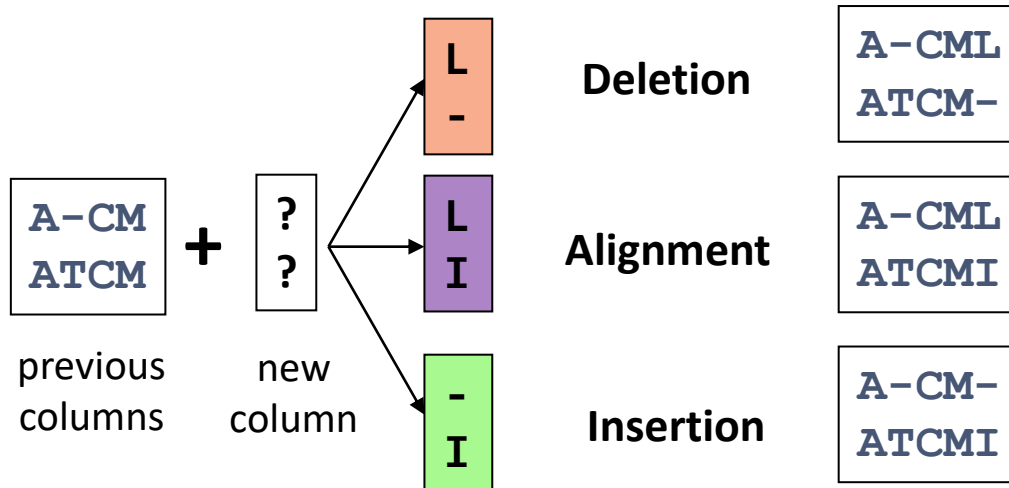 L
-
Deletion
A-CML
ATCM-
A-CM
ATCM
+
?
?
L
I
Alignment
A-CML
ATCMI
previous
columns
new
column
-
I
Insertion
A-CM-
ATCMI